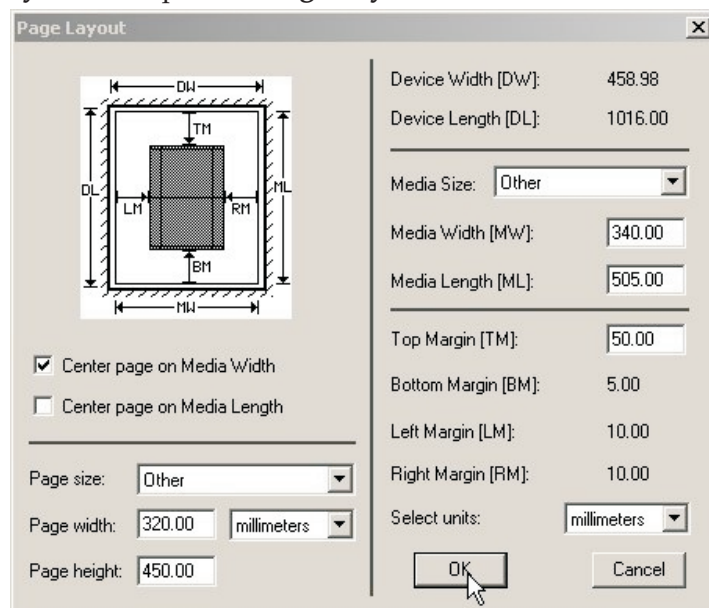 Page Layout
DW
TM
DL
ML
LM
RM
BM
MW
Center page on Media Width
Center page on Media Length
Page size: Other
Page width: 320.00 millimeters
Page height: 450.00
Device Width [DW]: 458.98
Device Length [DL]: 1016.00
Media Size: Other
Media Width [MW]: 340.00
Media Length [ML]: 505.00
Top Margin [TM]: 50.00
Bottom Margin [BM]: 5.00
Left Margin [LM]: 10.00
Right Margin [RM]: 10.00
Select units: millimeters
OK Cancel